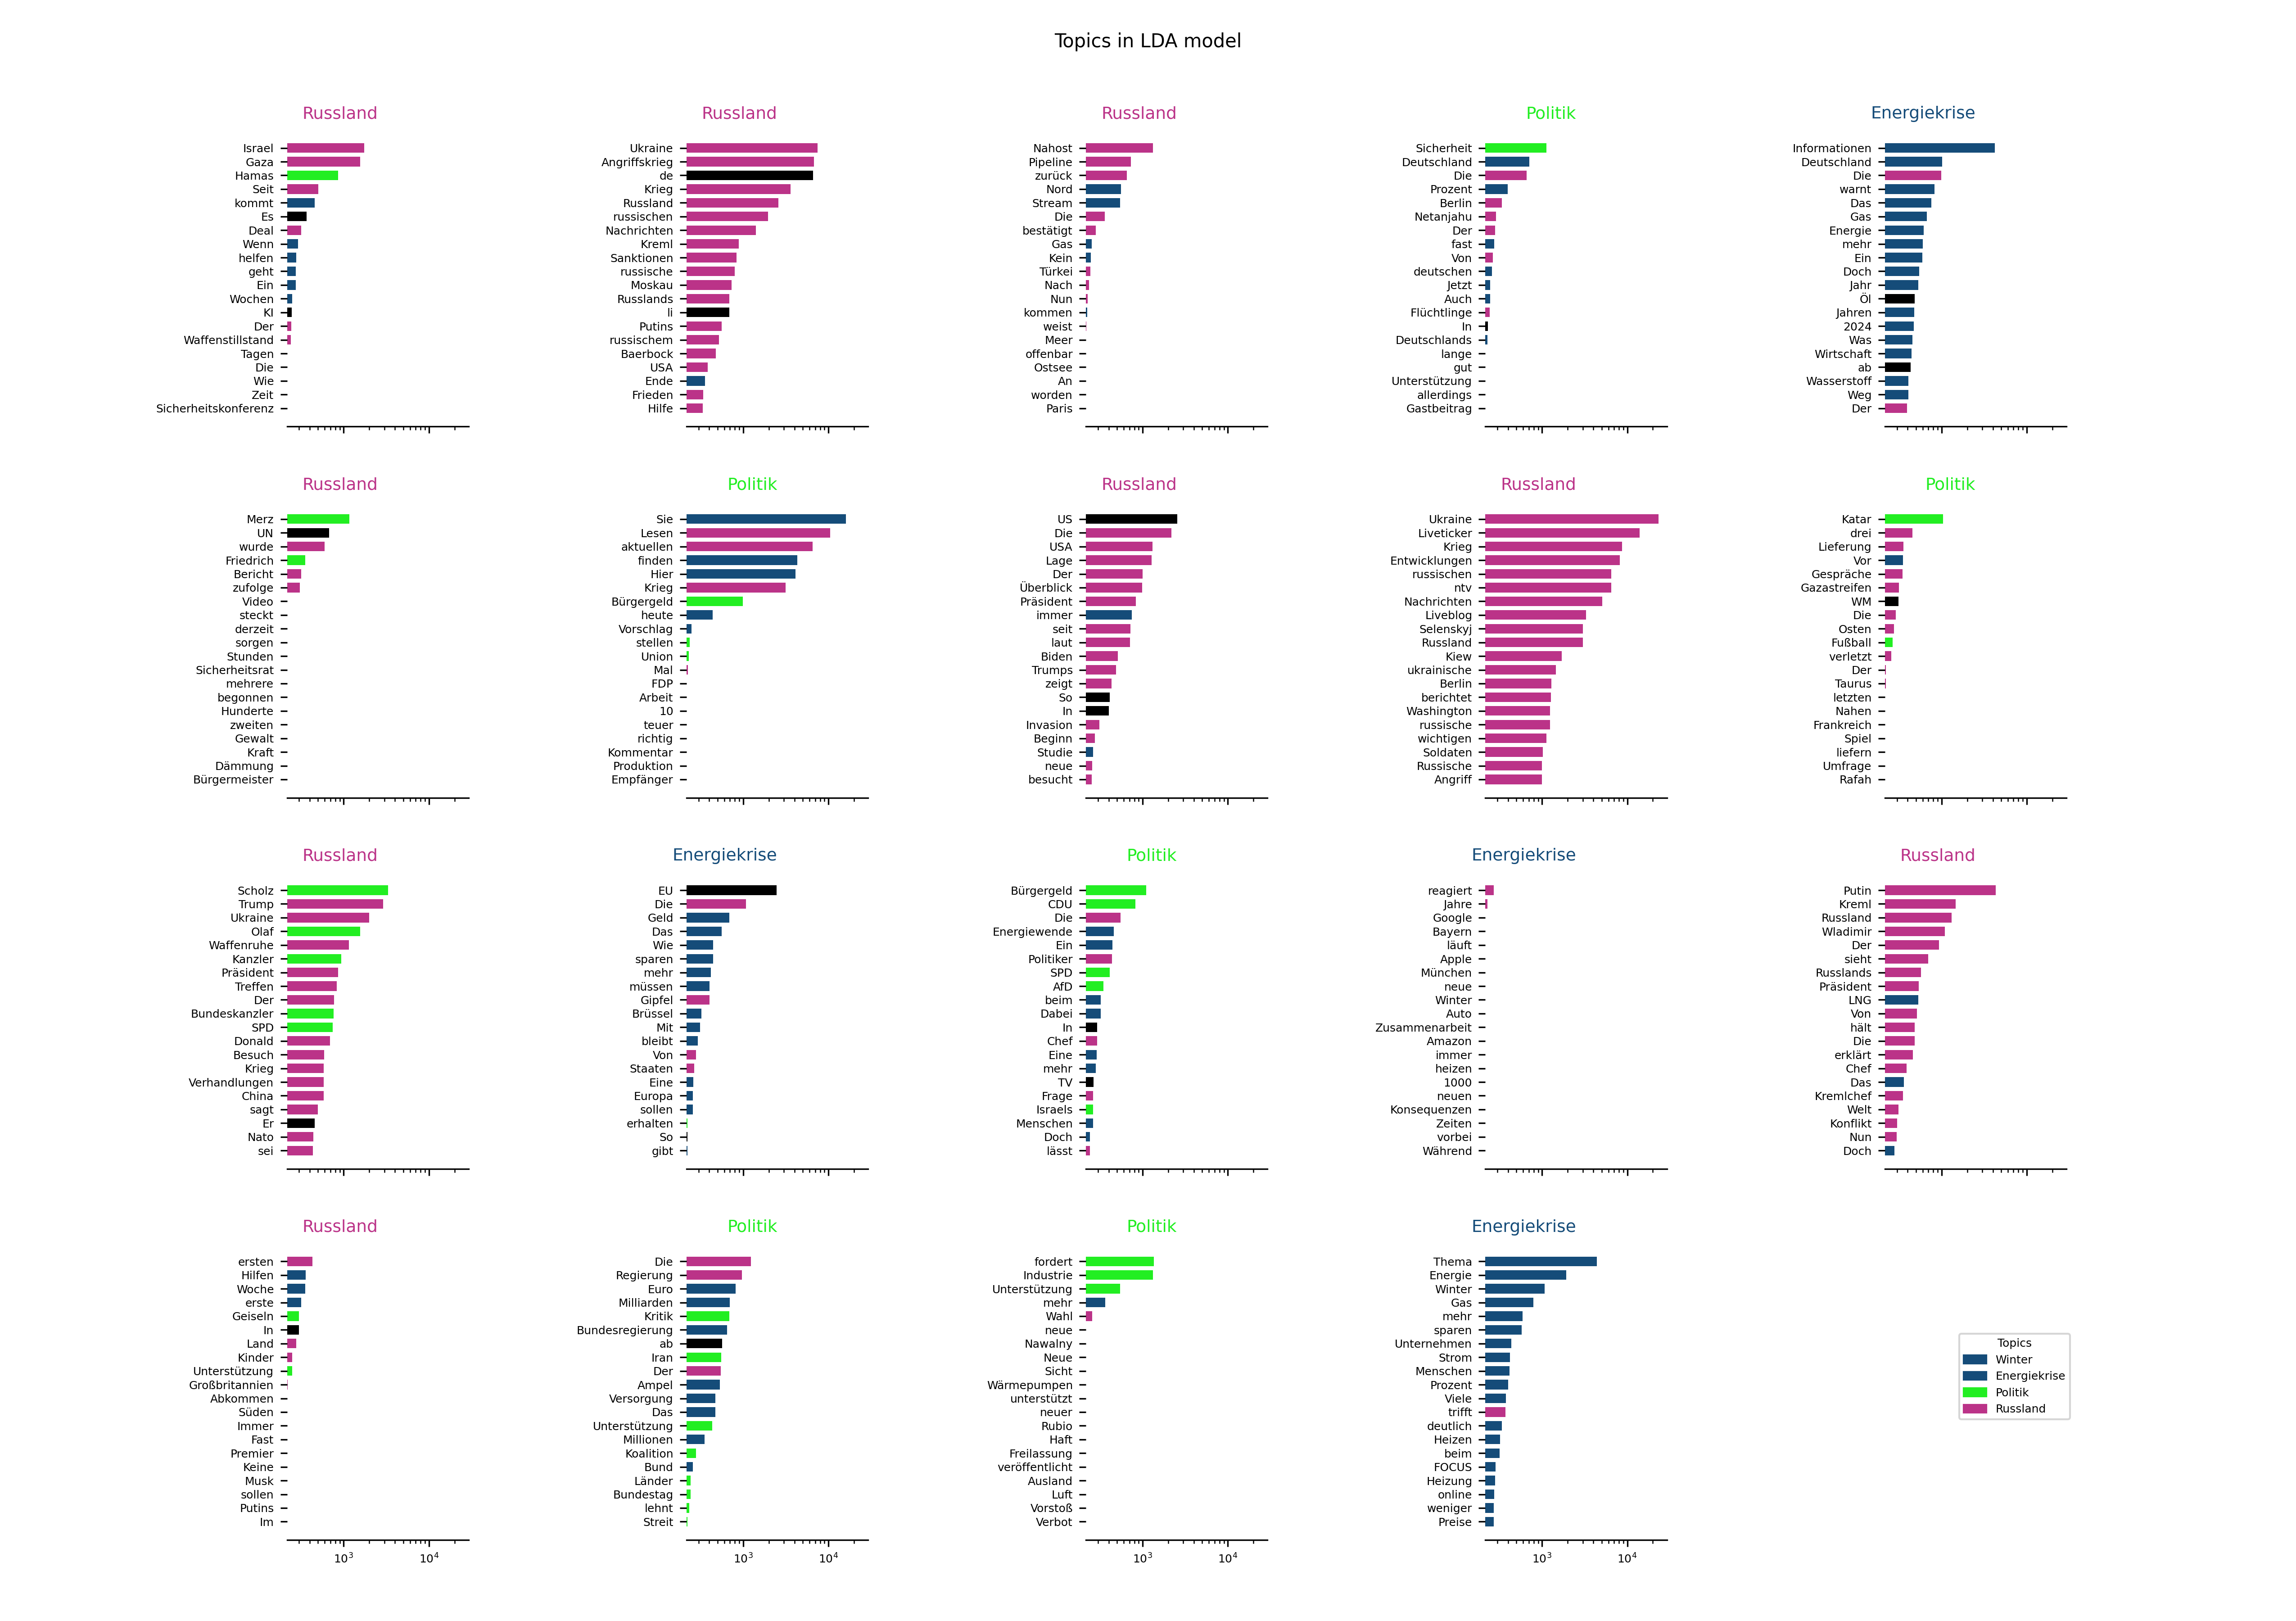 Topics in LDA model
Russland
Israel
Gaza
Hamas
Seit
kommt
Es
Deal
Wenn
helfen
geht
Ein
Wochen
KI
Der
Waffenstillstand
Tagen
Die
Wie
Zeit
Sicherheitskonferenz
Russland
Ukraine
Angriffskrieg
de
Krieg
Russland
russischen
Nachrichten
Kreml
Sanktionen
russische
Moskau
Russlands
li
Putins
russischem
Baerbock
USA
Ende
Frieden
Hilfe
Russland
Nahost
Pipeline
zurück
Nord
Stream
Die
bestätigt
Gas
Kein
Türkei
Nach
Nun
kommen
weist
Meer
offenbar
Ostsee
An
worden
Paris
Politik
Sicherheit
Deutschland
Die
Prozent
Berlin
Netanjahu
Der
fast
Von
deutschen
Jetzt
Auch
Flüchtlinge
In
Deutschlands
lange
gut
Unterstützung
allerdings
Gastbeitrag
Energiekrise
Informationen
Deutschland
Die
warnt
Das
Gas
Energie
mehr
Ein
Doch
Jahr
Öl
Jahren
2024
Was
Wirtschaft
ab
Wasserstoff
Weg
Der
Russland
Merz
UN
wurde
Friedrich
Bericht
zufolge
Video
steckt
derzeit
sorgen
Stunden
Sicherheitsrat
mehrere
begonnen
Hunderte
zweiten
Gewalt
Kraft
Dämmung
Bürgermeister
Politik
Sie
Lesen
aktuellen
finden
Hier
Krieg
Bürgergeld
heute
Vorschlag
stellen
Union
Mal
FDP
Arbeit
10
teuer
richtig
Kommentar
Produktion
Empfänger
Russland
US
Die
USA
Lage
Der
Überblick
Präsident
immer
seit
laut
Biden
Trumps
zeigt
So
In
Invasion
Beginn
Studie
neue
besucht
Russland
Ukraine
Liveticker
Krieg
Entwicklungen
russischen
ntv
Nachrichten
Liveblog
Selenskyj
Russland
Kiew
ukrainische
Berlin
berichtet
Washington
russische
wichtigen
Soldaten
Russische
Angriff
Politik
Katar
drei
Lieferung
Vor
Gespräche
Gazastreifen
WM
Die
Osten
Fußball
verletzt
Der
Taurus
letzten
Nahen
Frankreich
Spiel
liefern
Umfrage
Rafah
Russland
Scholz
Trump
Ukraine
Olaf
Waffenruhe
Kanzler
Präsident
Treffen
Der
Bundeskanzler
SPD
Donald
Besuch
Krieg
Verhandlungen
China
sagt
Er
Nato
sei
Energiekrise
EU
Die
Geld
Das
Wie
sparen
mehr
müssen
Gipfel
Brüssel
Mit
bleibt
Von
Staaten
Eine
Europa
sollen
erhalten
So
gibt
Politik
Bürgergeld
CDU
Die
Energiewende
Ein
Politiker
SPD
AfD
beim
Dabei
In
Chef
Eine
mehr
TV
Frage
Israels
Menschen
Doch
lässt
Energiekrise
reagiert
Jahre
Google
Bayern
läuft
Apple
München
neue
Winter
Auto
Zusammenarbeit
Amazon
immer
heizen
1000
neuen
Konsequenzen
Zeiten
vorbei
Während
Russland
Putin
Kreml
Russland
Wladimir
Der
sieht
Russlands
Präsident
LNG
Von
hält
Die
erklärt
Chef
Das
Kremlchef
Welt
Konflikt
Nun
Doch
Russland
ersten
Hilfen
Woche
erste
Geiseln
In
Land
Kinder
Unterstützung
Großbritannien
Abkommen
Süden
Immer
Fast
Premier
Keine
Musk
sollen
Putins
Im
10³ 10⁴
Politik
Die
Regierung
Euro
Milliarden
Kritik
Bundesregierung
ab
Iran
Der
Ampel
Versorgung
Das
Unterstützung
Millionen
Koalition
Bund
Länder
Bundestag
lehnt
Streit
10³ 10⁴
Politik
fordert
Industrie
Unterstützung
mehr
Wahl
neue
Nawalny
Neue
Sicht
Wärmepumpen
unterstützt
neuer
Rubio
Haft
Freilassung
veröffentlicht
Ausland
Luft
Vorstoß
Verbot
10³ 10⁴
Energiekrise
Thema
Energie
Winter
Gas
mehr
sparen
Unternehmen
Strom
Menschen
Prozent
Viele
trifft
deutlich
Heizen
beim
FOCUS
Heizung
online
weniger
Preise
10³ 10⁴
Topics
Winter
Energiekrise
Politik
Russland